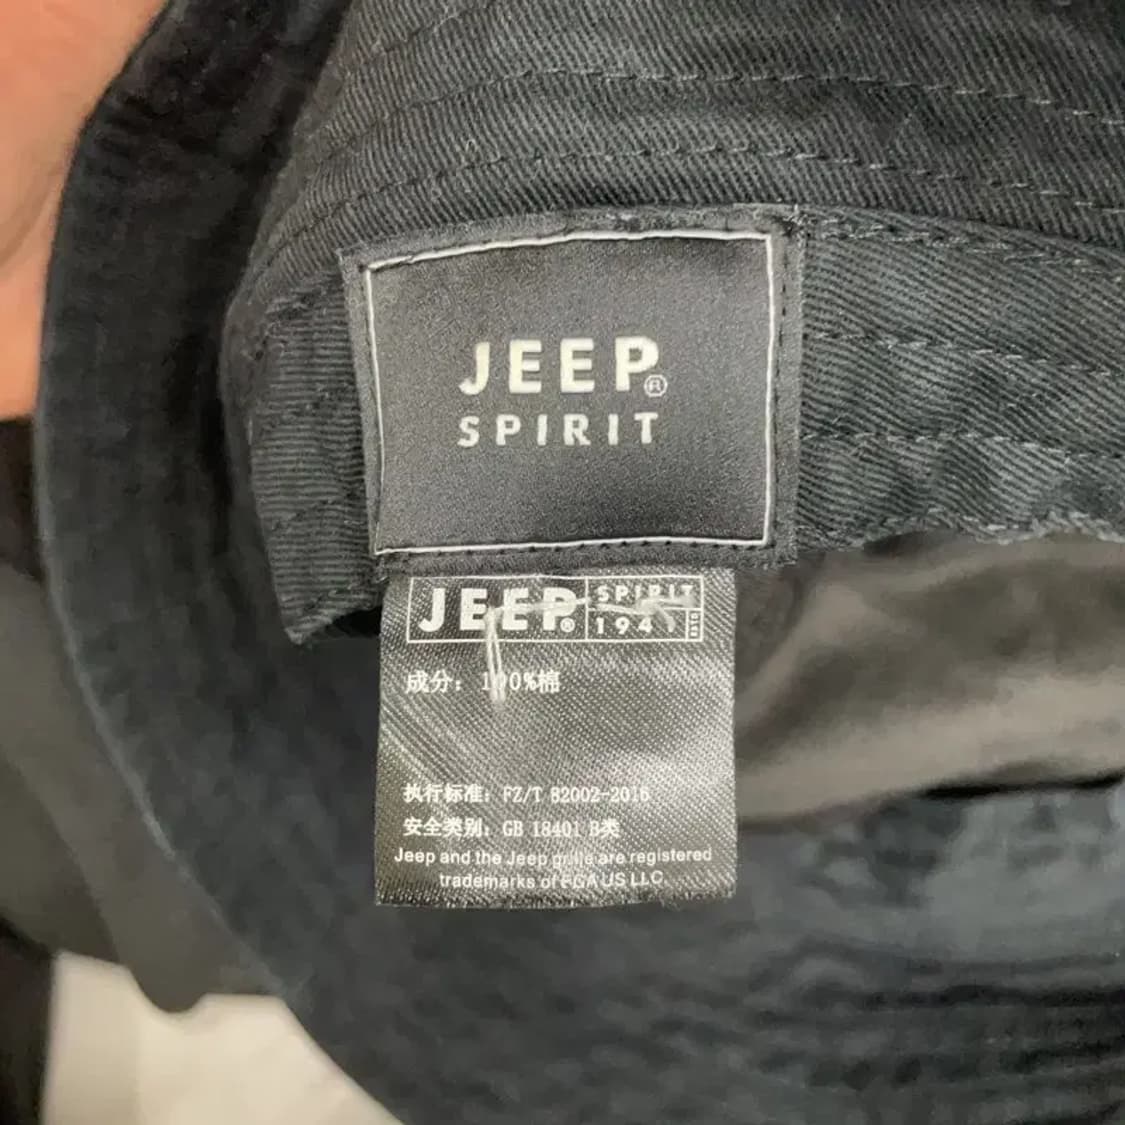 JEEP®
SPIRIT
JEEP®
SPIRIT
194
成分：100%棉
执行标准：FZ/T 82002-2016
安全类别：GB 18401 B类
Jeep and the Jeep grille are registered
trademarks of FCA US LLC